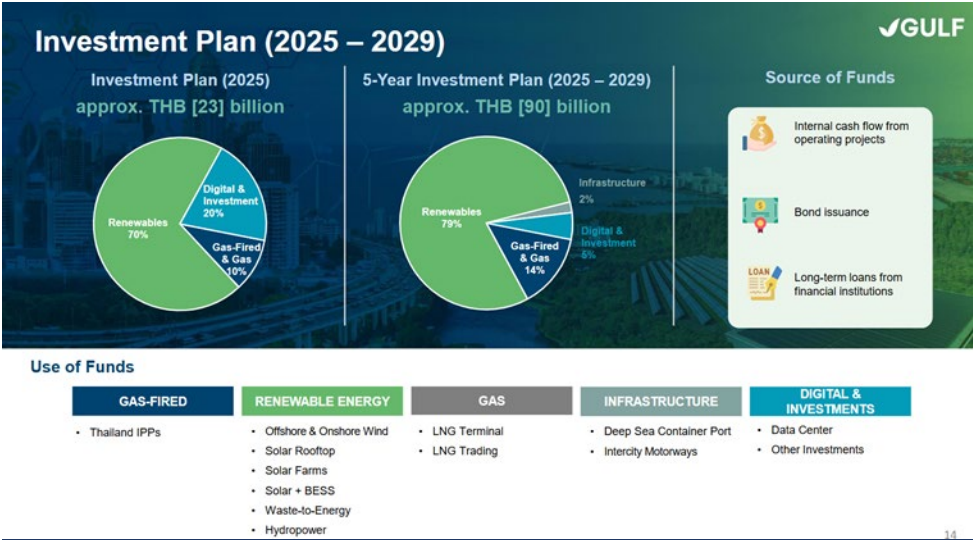 Investment Plan (2025 – 2029)
GULF
Investment Plan (2025)
approx. THB [23] billion
Renewables
70%
Digital &
Investment
20%
Gas-Fired
& Gas
10%
5-Year Investment Plan (2025 – 2029)
approx. THB [90] billion
Renewables
79%
Infrastructure
2%
Digital &
Investment
5%
Gas-Fired
& Gas
14%
Source of Funds
Internal cash flow from
operating projects
Bond issuance
LOAN
Long-term loans from
financial institutions
Use of Funds
GAS-FIRED
• Thailand IPPs
RENEWABLE ENERGY
• Offshore & Onshore Wind
• Solar Rooftop
• Solar Farms
• Solar + BESS
• Waste-to-Energy
• Hydropower
GAS
• LNG Terminal
• LNG Trading
INFRASTRUCTURE
• Deep Sea Container Port
• Intercity Motorways
DIGITAL &
INVESTMENTS
• Data Center
• Other Investments
14